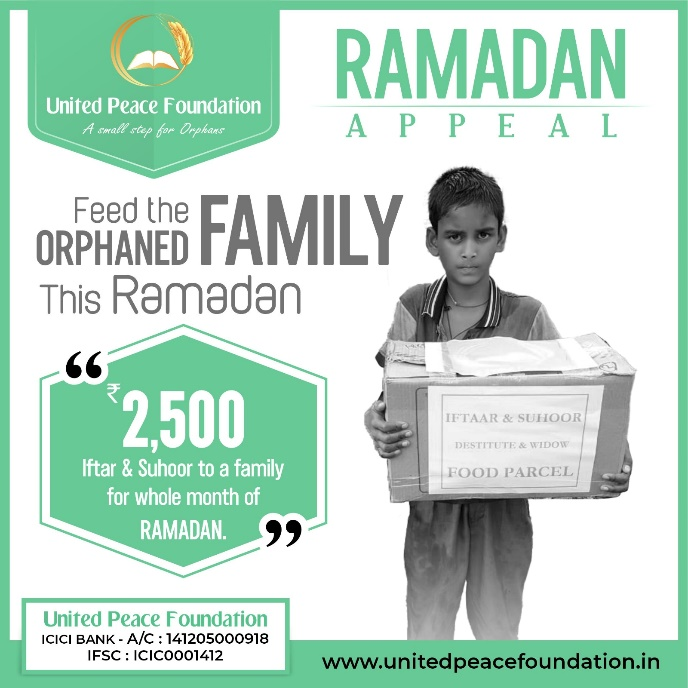 United Peace Foundation
A small step for Orphans
RAMADAN
APPEAL
Feed the
ORPHANED FAMILY
This Ramadan
“
₹2,500
Iftar & Suhoor to a family
for whole month of
RAMADAN.
”
IFTAAR & SUHOOR
DESTITUTE & WIDOW
FOOD PARCEL
United Peace Foundation
ICICI BANK - A/C : 141205000918
IFSC : ICIC0001412
www.unitedpeacefoundation.in